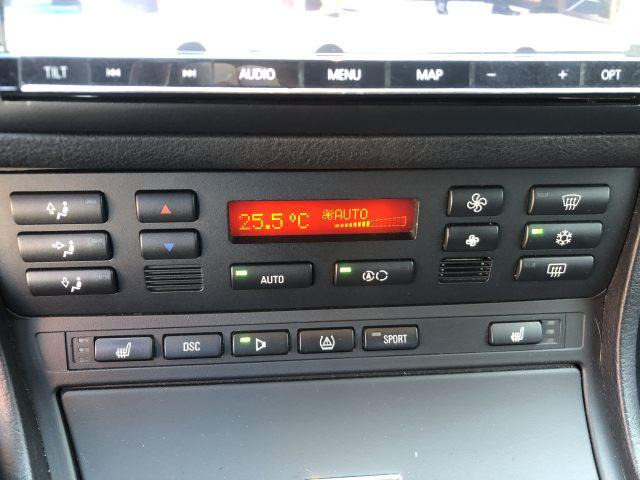 TILT AUDIO MENU MAP − + OPT
25.5°C AUTO
AUTO A
DSC SPORT